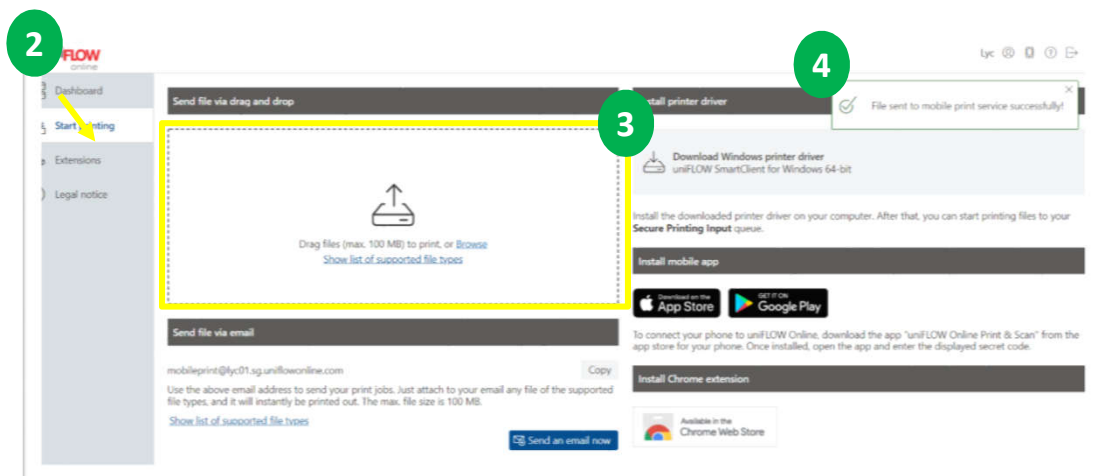 2
FLOW
online
Lyc
4
Dashboard
Start printing
Extensions
Legal notice
Send file via drag and drop
3
Drag files (max. 100 MB) to print, or Browse
Show list of supported file types
Send file via email
mobileprint@lyc01.sg.uniflowonline.com
Copy
Use the above email address to send your print jobs. Just attach to your email any file of the supported
file types, and it will instantly be printed out. The max. file size is 100 MB.
Show list of supported file types
Send an email now
stall printer driver
File sent to mobile print service successfully!
Download Windows printer driver
uniFLOW SmartClient for Windows 64-bit
Install the downloaded printer driver on your computer. After that, you can start printing files to your
Secure Printing Input queue.
Install mobile app
Download on the
App Store
GET IT ON
Google Play
To connect your phone to uniFLOW Online, download the app "uniFLOW Online Print & Scan" from the
app store for your phone. Once installed, open the app and enter the displayed secret code.
Install Chrome extension
Available in the
Chrome Web Store